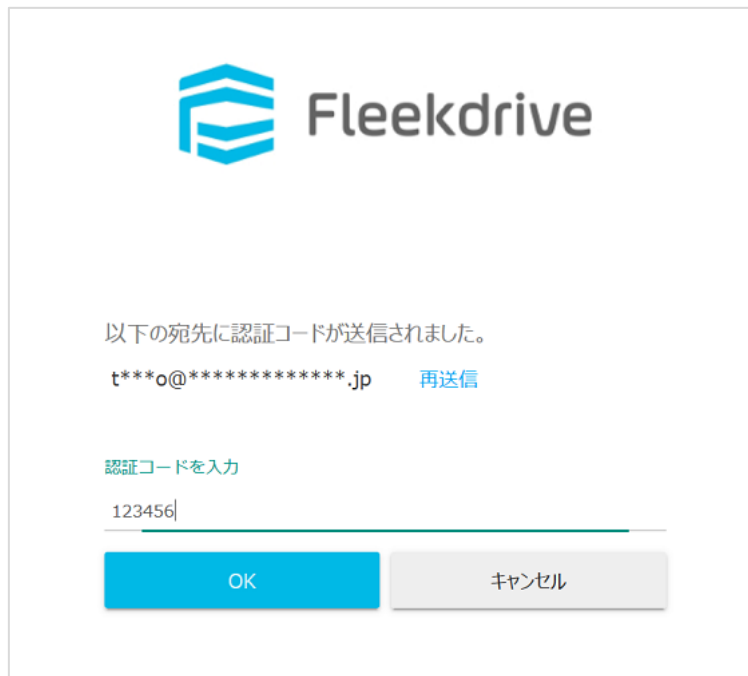 Fleekdrive
以下の宛先に認証コードが送信されました。
t***o@*************.jp 再送信
認証コードを入力
123456
OK キャンセル